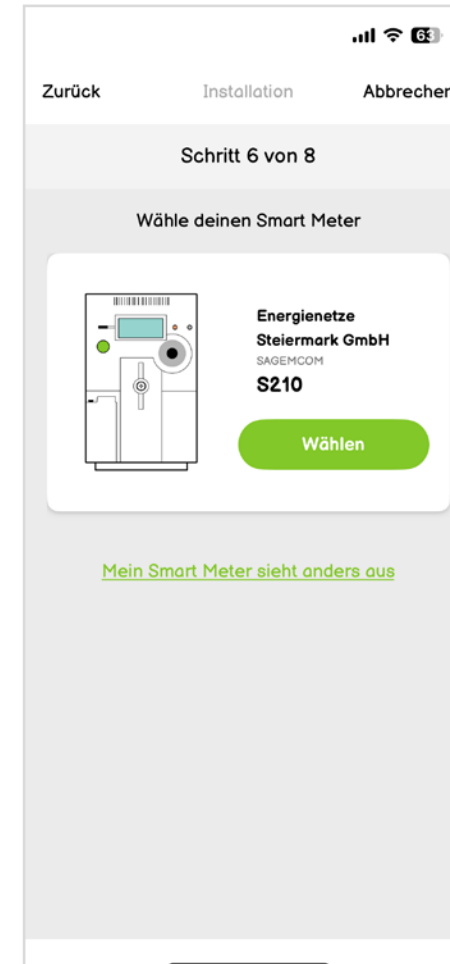 63
Zurück Installation Abbrechen
Schritt 6 von 8
Wähle deinen Smart Meter
Energienetze
Steiermark GmbH
SAGEMCOM
S210
Wählen
Mein Smart Meter sieht anders aus